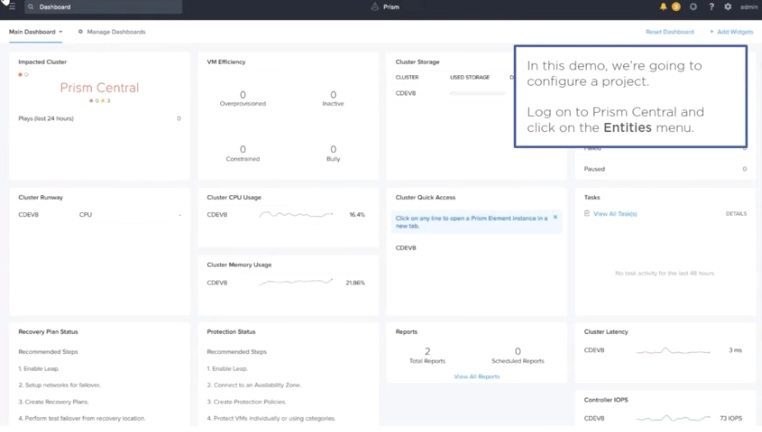 Dashboard
Prism
?
admin
Main Dashboard
Manage Dashboards
Reset Dashboard
+ Add Widgets
Impacted Cluster
Prism Central
Plays (last 24 hours)
0
VM Efficiency
0
Overprovisioned
0
Inactive
0
Constrained
0
Bully
Cluster Storage
CLUSTER
USED STORAGE
CDEV8
In this demo, we're going to
configure a project.
Log on to Prism Central and
click on the Entities menu.
Paused
0
Cluster Runway
CDEV8
CPU
-
Cluster CPU Usage
CDEV8
16.4%
Cluster Memory Usage
CDEV8
21.86%
Cluster Quick Access
Click on any line to open a Prism Element instance in a
new tab.
CDEV8
Tasks
View All Task(s)
DETAILS
No task activity for the last 48 hours.
Recovery Plan Status
Recommended Steps
1. Enable Leap.
2. Setup networks for failover.
3. Create Recovery Plans.
4. Perform test failover from recovery location.
Protection Status
Recommended Steps
1. Enable Leap.
2. Connect to an Availability Zone.
3. Create Protection Policies.
4. Protect VMs individually or using categories.
Reports
2
Total Reports
0
Scheduled Reports
View All Reports
Cluster Latency
CDEV8
3 ms
Controller IOPS
CDEV8
73 IOPS